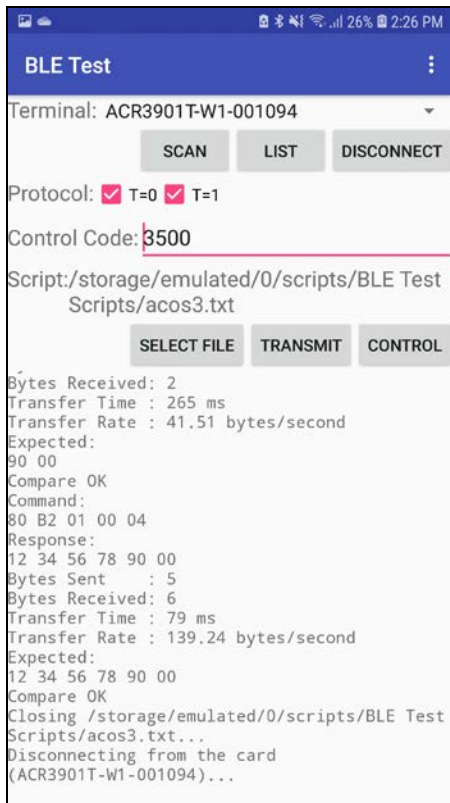 26% 2:26 PM
BLE Test
Terminal: ACR3901T-W1-001094
SCAN LIST DISCONNECT
Protocol: T=0 T=1
Control Code: 3500
Script:/storage/emulated/0/scripts/BLE Test
Scripts/acos3.txt
SELECT FILE TRANSMIT CONTROL
Bytes Received: 2
Transfer Time : 265 ms
Transfer Rate : 41.51 bytes/second
Expected:
90 00
Compare OK
Command:
80 B2 01 00 04
Response:
12 34 56 78 90 00
Bytes Sent    : 5
Bytes Received: 6
Transfer Time : 79 ms
Transfer Rate : 139.24 bytes/second
Expected:
12 34 56 78 90 00
Compare OK
Closing /storage/emulated/0/scripts/BLE Test
Scripts/acos3.txt...
Disconnecting from the card
(ACR3901T-W1-001094)...